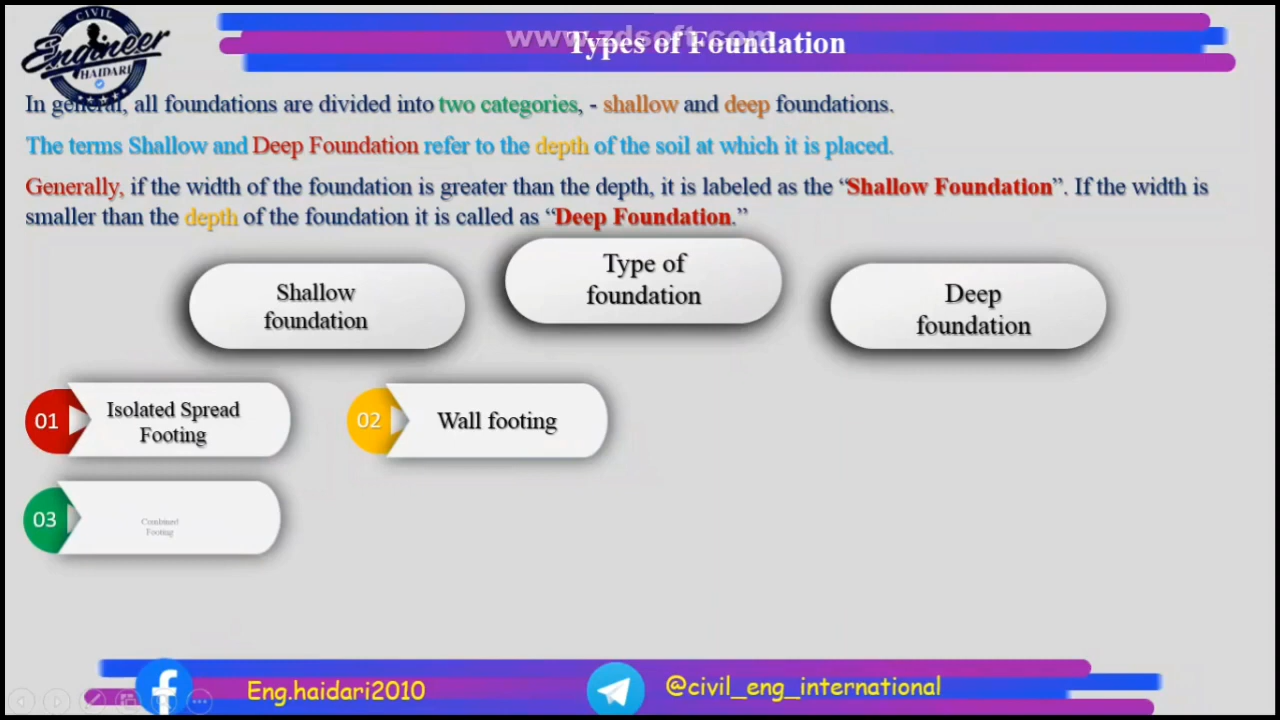 CIVIL
Engineer
HAIDARI
www.zdsoft.com
Types of Foundation
In general, all foundations are divided into two categories, - shallow and deep foundations.
The terms Shallow and Deep Foundation refer to the depth of the soil at which it is placed.
Generally, if the width of the foundation is greater than the depth, it is labeled as the “Shallow Foundation”. If the width is
smaller than the depth of the foundation it is called as “Deep Foundation.”
Type of
foundation
Shallow
foundation
Deep
foundation
01
Isolated Spread
Footing
02
Wall footing
03
Combined
Footing
Eng.haidari2010
@civil_eng_international